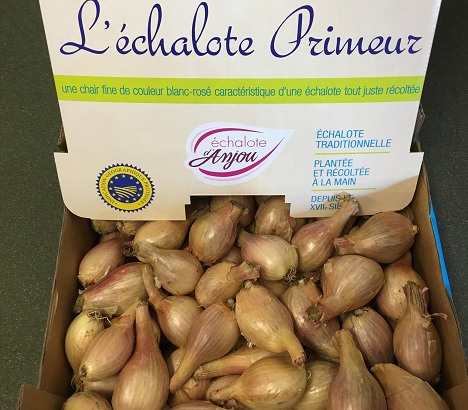 L'échalote Primeur
une chair fine de couleur blanc-rosé caractéristique d'une échalote tout juste récoltée
échalote
d'Anjou
ÉCHALOTE
TRADITIONNELLE
PLANTÉE
ET RÉCOLTÉE
À LA MAIN
DEPUIS
XVII